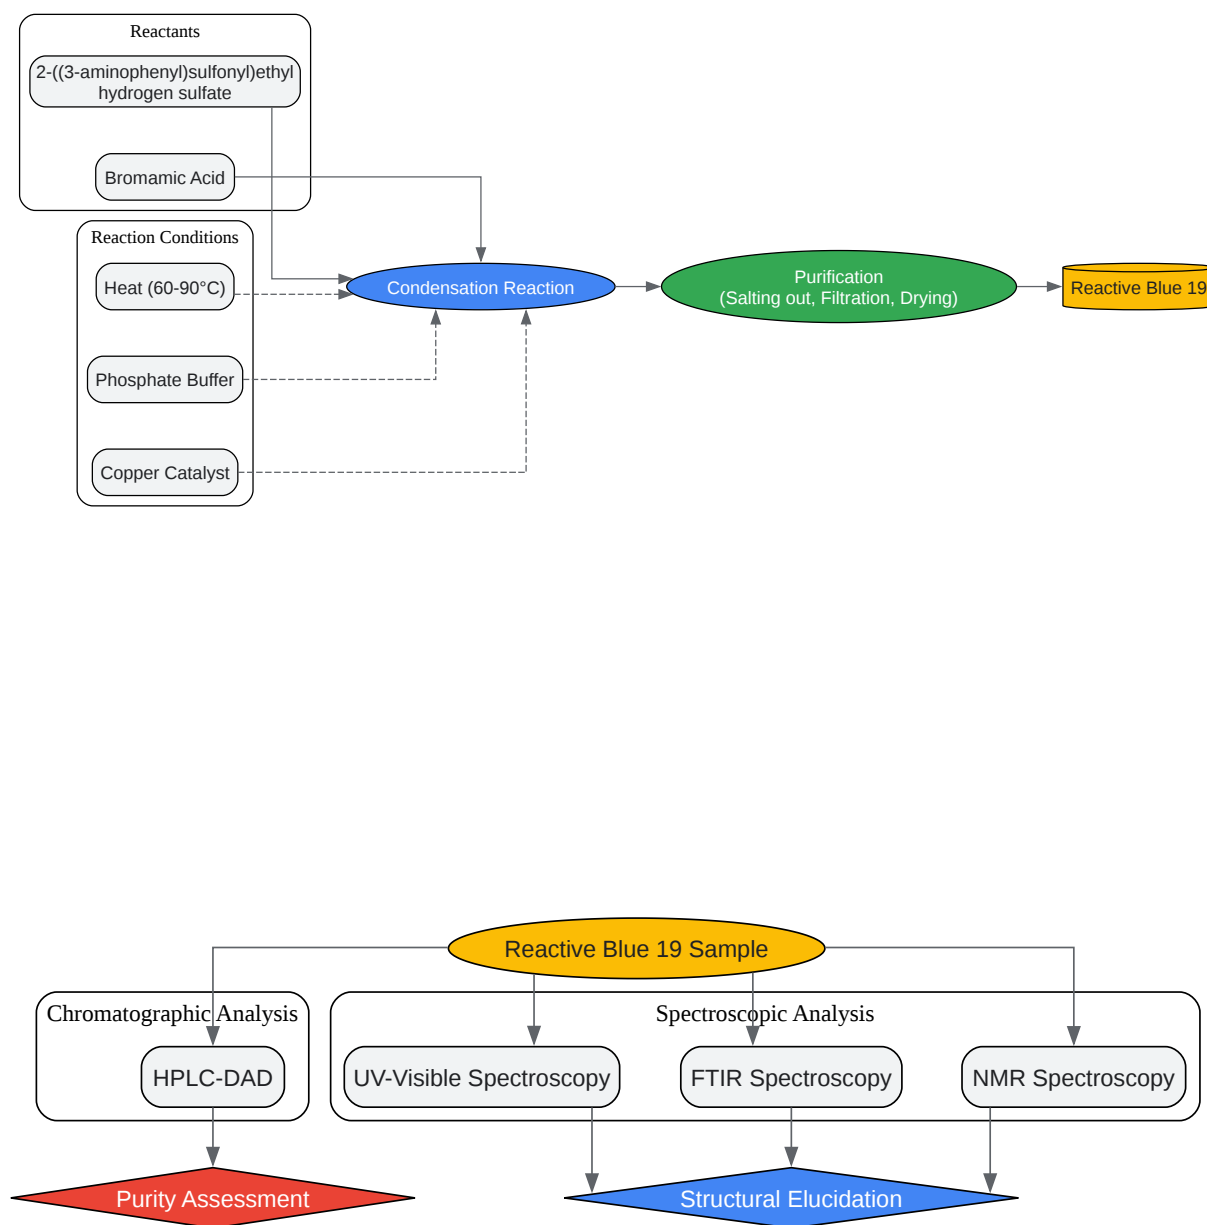 Reactants
2-((3-aminophenyl)sulfonyl)ethyl
hydrogen sulfate
Bromamic Acid
Reaction Conditions
Heat (60-90°C)
Phosphate Buffer
Copper Catalyst
Condensation Reaction
Purification
(Salting out, Filtration, Drying)
Reactive Blue 19
Reactive Blue 19 Sample
Chromatographic Analysis
HPLC-DAD
Spectroscopic Analysis
UV-Visible Spectroscopy
FTIR Spectroscopy
NMR Spectroscopy
Purity Assessment
Structural Elucidation